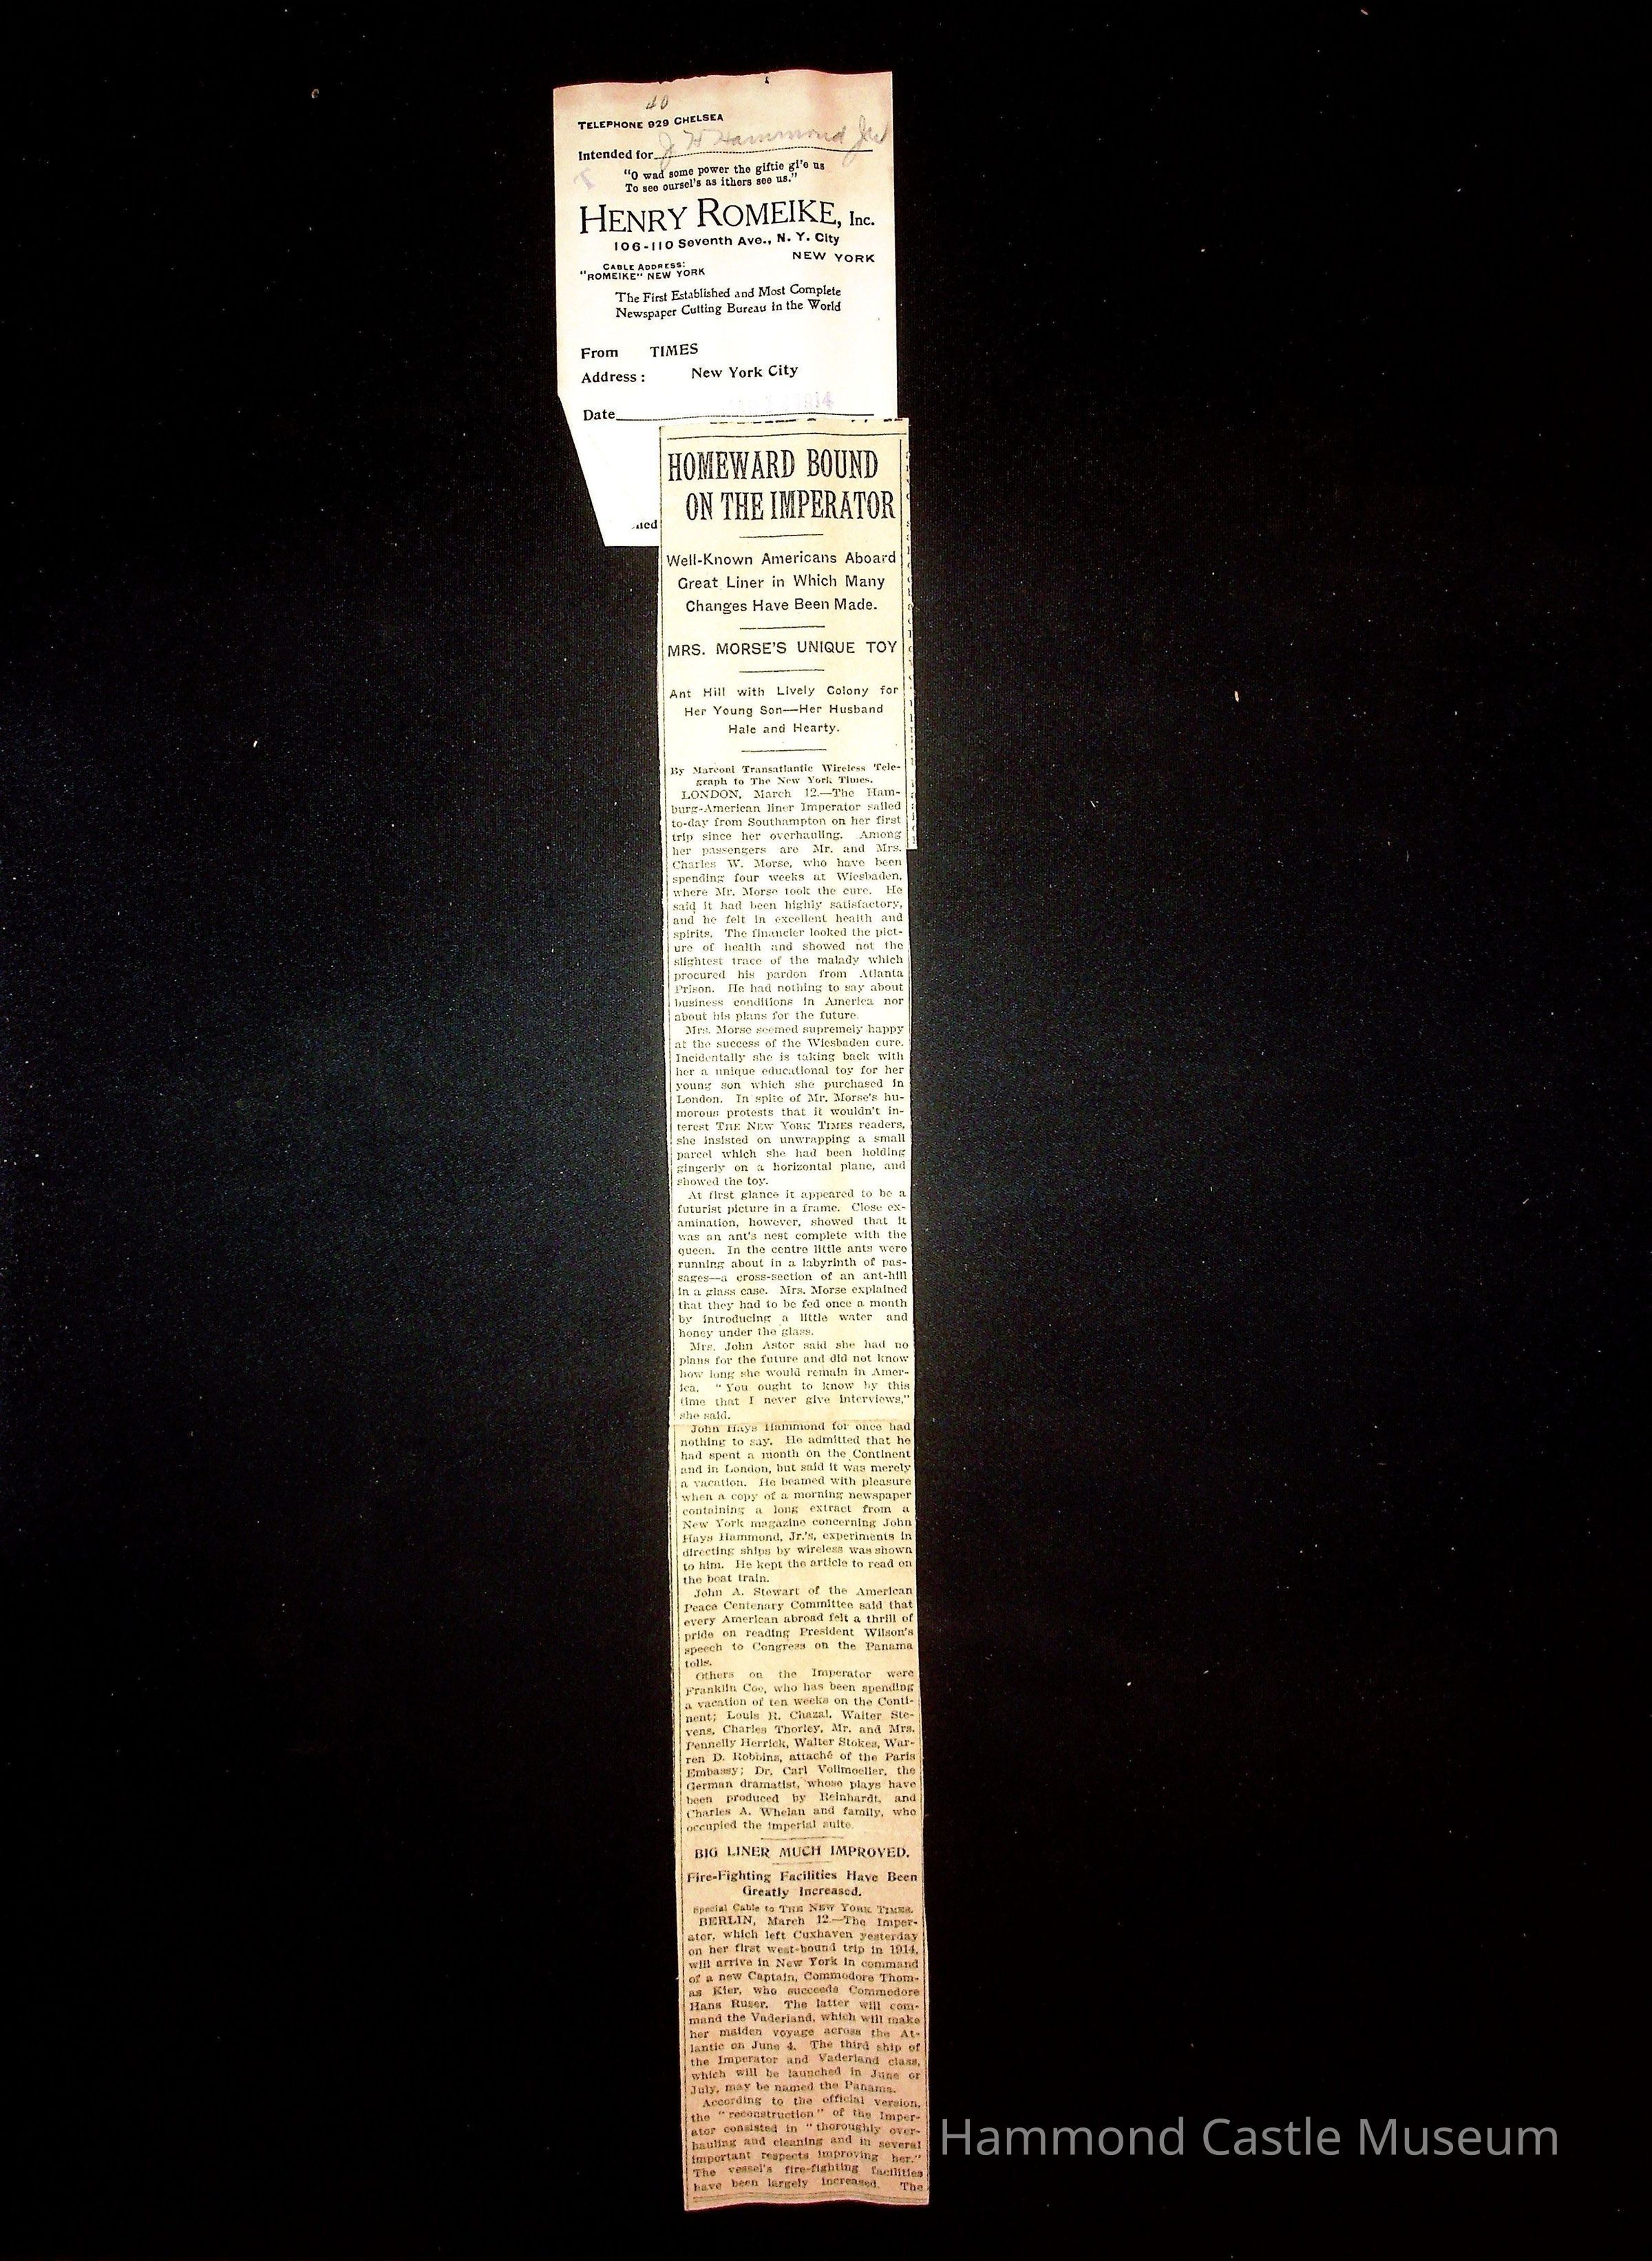 40
TELEPHONE 929 CHELSEA
Intended for J H Hammond Jr
"O wad some power the giftie gi'e us
To see oursel's as ithers see us."
HENRY ROMEIKE, Inc.
106-110 Seventh Ave., N. Y. City
NEW YORK
CABLE ADDRESS:
"ROMEIKE" NEW YORK
The First Established and Most Complete
Newspaper Cutting Bureau in the World
From TIMES
Address: New York City
Date 1914
HOMEWARD BOUND
ON THE IMPERATOR
Well-Known Americans Aboard
Great Liner in Which Many
Changes Have Been Made.
MRS. MORSE'S UNIQUE TOY
Ant Hill with Lively Colony for
Her Young Son—Her Husband
Hale and Hearty.
By Marconi Transatlantic Wireless Tele-
graph to The New York Times.
LONDON, March 12.—The Ham-
burg-American liner Imperator sailed
to-day from Southampton on her first
trip since her overhauling. Among
her passengers are Mr. and Mrs.
Charles W. Morse, who have been
spending four weeks at Wiesbaden,
where Mr. Morse took the cure. He
said it had been highly satisfactory,
and he felt in excellent health and
spirits. The financier looked the pict-
ure of health and showed not the
slightest trace of the malady which
procured his pardon from Atlanta
Prison. He had nothing to say about
business conditions in America nor
about his plans for the future.
Mrs. Morse seemed supremely happy
at the success of the Wiesbaden cure.
Incidentally she is taking back with
her a unique educational toy for her
young son which she purchased in
London. In spite of Mr. Morse's hu-
morous protests that it wouldn't in-
terest THE NEW YORK TIMES readers,
she insisted on unwrapping a small
parcel which she had been holding
gingerly on a horizontal plane, and
showed the toy.
At first glance it appeared to be a
futurist picture in a frame. Close ex-
amination, however, showed that it
was an ant's nest complete with the
queen. In the centre little ants were
running about in a labyrinth of pas-
sages—a cross-section of an ant-hill
in a glass case. Mrs. Morse explained
that they had to be fed once a month
by introducing a little water and
honey under the glass.
Mrs. John Astor said she had no
plans for the future and did not know
how long she would remain in Amer-
ica. "You ought to know by this
time that I never give interviews,"
she said.
John Hays Hammond for once had
nothing to say. He admitted that he
had spent a month on the Continent
and in London, but said it was merely
a vacation. He beamed with pleasure
when a copy of a morning newspaper
containing a long extract from a
New York magazine concerning John
Hays Hammond, Jr.'s, experiments in
directing ships by wireless was shown
to him. He kept the article to read on
the boat train.
John A. Stewart of the American
Peace Centenary Committee said that
every American abroad felt a thrill of
pride on reading President Wilson's
speech to Congress on the Panama
tolls.
Others on the Imperator were
Franklin Coe, who has been spending
a vacation of ten weeks on the Conti-
nent; Louis R. Chazal, Walter Ste-
vens, Charles Thorley, Mr. and Mrs.
Pennelly Herrick, Walter Stokes, War-
ren D. Robbins, attaché of the Paris
Embassy; Dr. Carl Vollmoeller, the
German dramatist, whose plays have
been produced by Reinhardt, and
Charles A. Whelan and family, who
occupied the imperial suite.
BIG LINER MUCH IMPROVED.
Fire-Fighting Facilities Have Been
Greatly Increased.
Special Cable to THE NEW YORK TIMES.
BERLIN, March 12.—The Imper-
ator, which left Cuxhaven yesterday
on her first west-bound trip in 1914,
will arrive in New York in command
of a new Captain, Commodore Thom-
as Kier, who succeeds Commodore
Hans Ruser. The latter will com-
mand the Vaderland, which will make
her maiden voyage across the At-
lantic on June 4. The third ship of
the Imperator and Vaderland class,
which will be launched in June or
July, may be named the Panama.
According to the official version,
the "reconstruction" of the Imper-
ator consisted in "thoroughly over-
hauling and cleaning and in several
important respects improving her."
The vessel's fire-fighting facilities
have been largely increased. The
Hammond Castle Museum